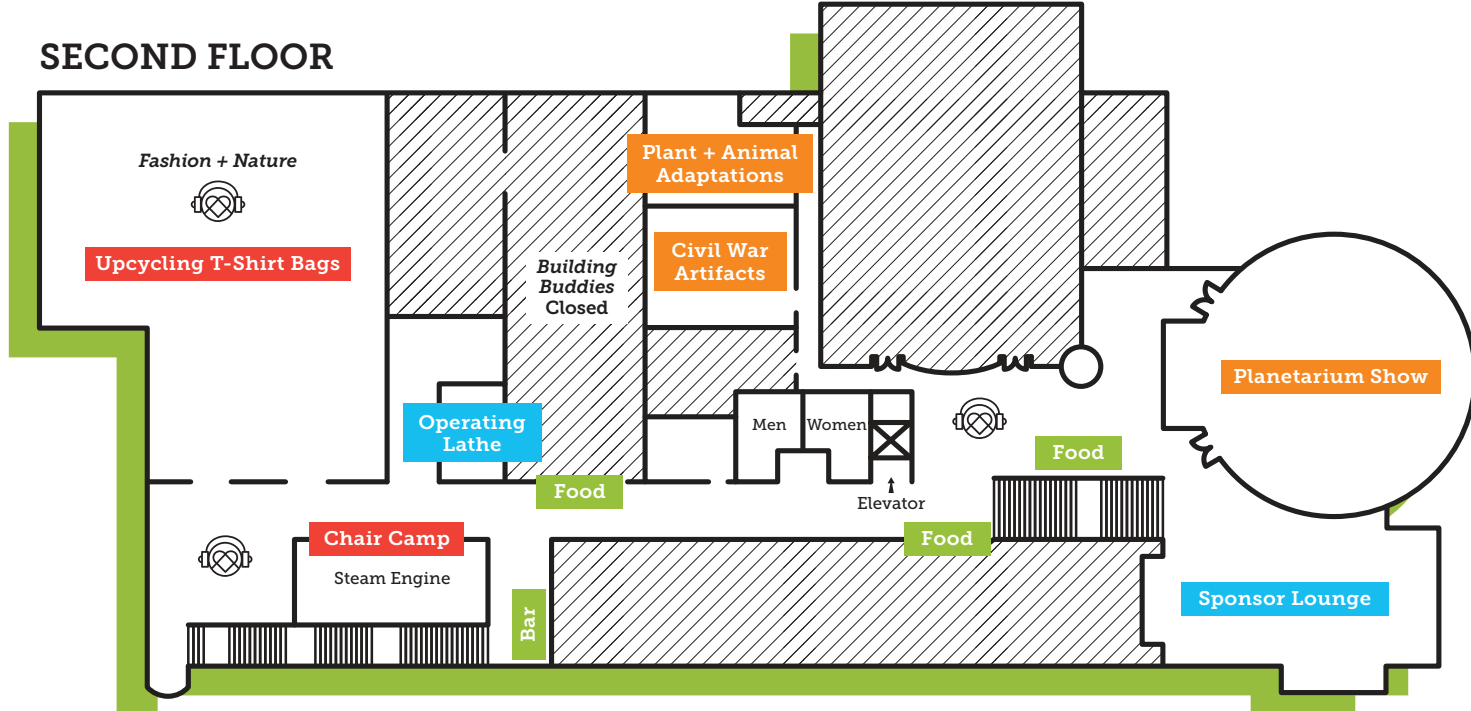 SECOND FLOOR
Fashion + Nature
Upcycling T-Shirt Bags
Plant + Animal
Adaptations
Civil War
Artifacts
Building
Buddies
Closed
Planetarium Show
Operating
Lathe
Men
Women
Elevator
Food
Food
Food
Chair Camp
Steam Engine
Bar
Sponsor Lounge